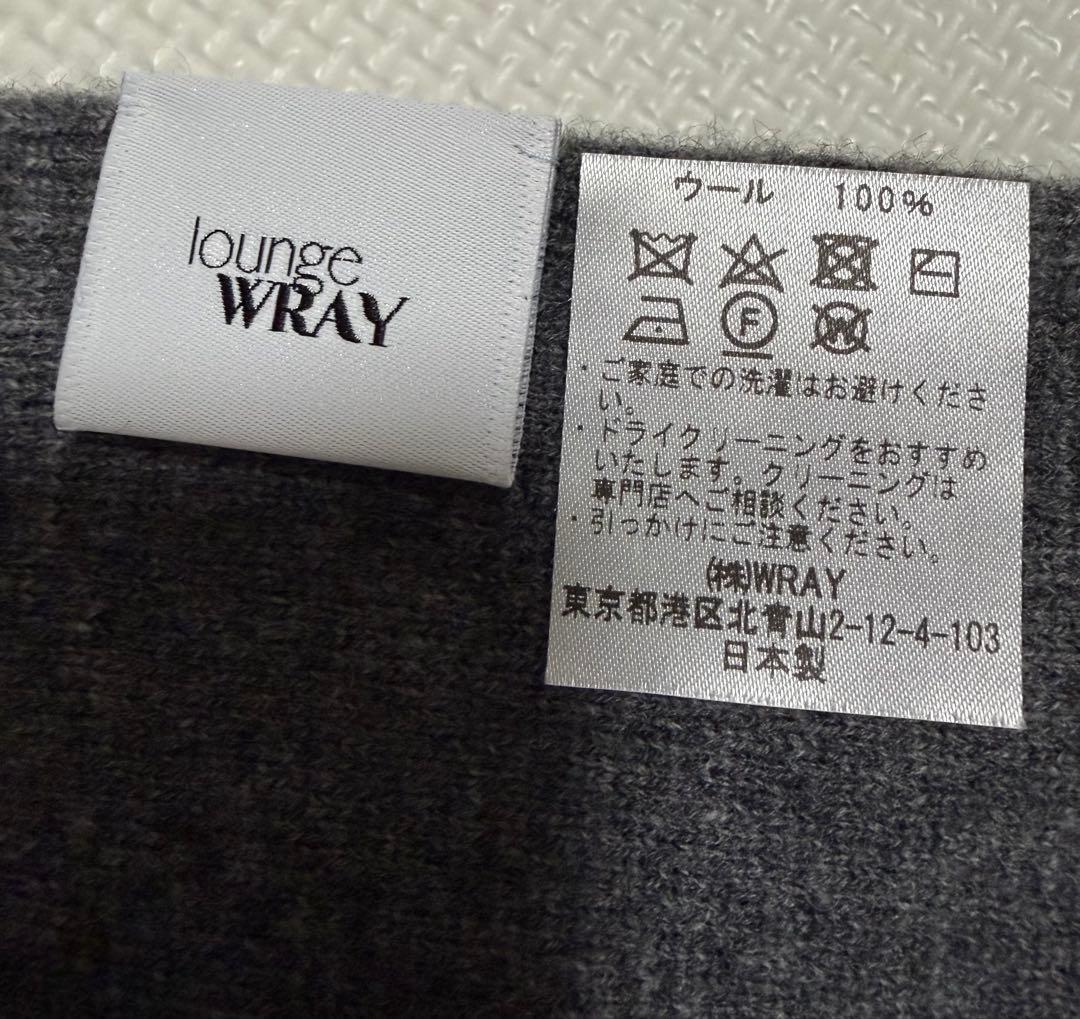 lounge
WRAY
ウール 100%
F
W
・ご家庭での洗濯はお避けくださ
い。
・ドライクリーニングをおすすめ
いたします。クリーニングは
専門店へご相談ください。
・引っかけにご注意ください。
(株)WRAY
東京都港区北青山2-12-4-103
日本製